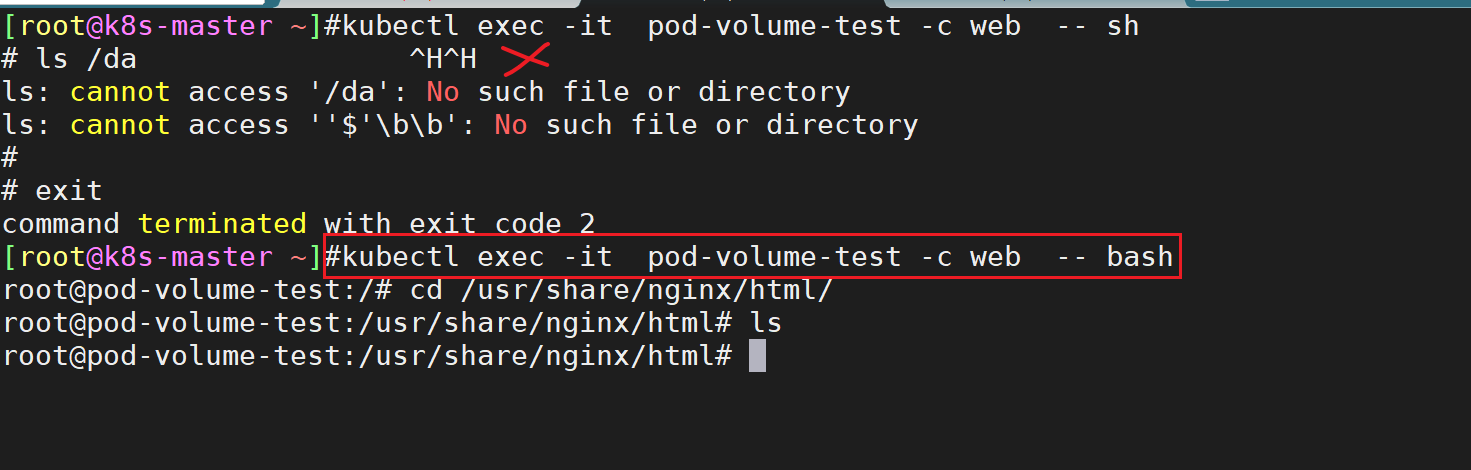 [root@k8s-master ~]#kubectl exec -it  pod-volume-test -c web  -- sh
# ls /da                ^H^H
ls: cannot access '/da': No such file or directory
ls: cannot access ''$'\b\b': No such file or directory
#
# exit
command terminated with exit code 2
[root@k8s-master ~]#kubectl exec -it  pod-volume-test -c web  -- bash
root@pod-volume-test:/# cd /usr/share/nginx/html/
root@pod-volume-test:/usr/share/nginx/html# ls
root@pod-volume-test:/usr/share/nginx/html#